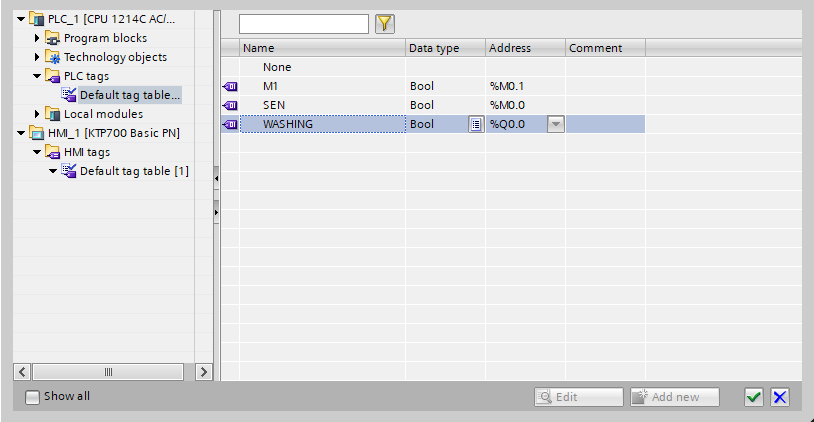 PLC_1 [CPU 1214C AC/...
Program blocks
Technology objects
PLC tags
Default tag table...
Local modules
HMI_1 [KTP700 Basic PN]
HMI tags
Default tag table [1]
Name Data type Address Comment
None
M1 Bool %M0.1
SEN Bool %M0.0
WASHING Bool %Q0.0
Show all
Edit
Add new